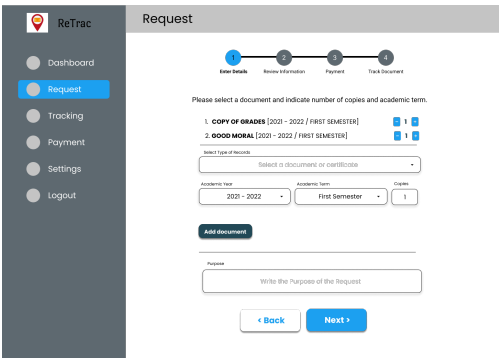 ReTrac
Dashboard
Request
Tracking
Payment
Settings
Logout
Request
1 2 3 4
Enter Details Review Information Payment Track Document
Please select a document and indicate number of copies and academic term.
1. COPY OF GRADES [2021 - 2022 / FIRST SEMESTER] - 1 +
2. GOOD MORAL [2021 - 2022 / FIRST SEMESTER] - 1 +
Select Type of Records
Select a document or certificate
Academic Year Academic Term Copies
2021 - 2022 First Semester 1
Add document
Purpose
Write the Purpose of the Request
< Back Next >